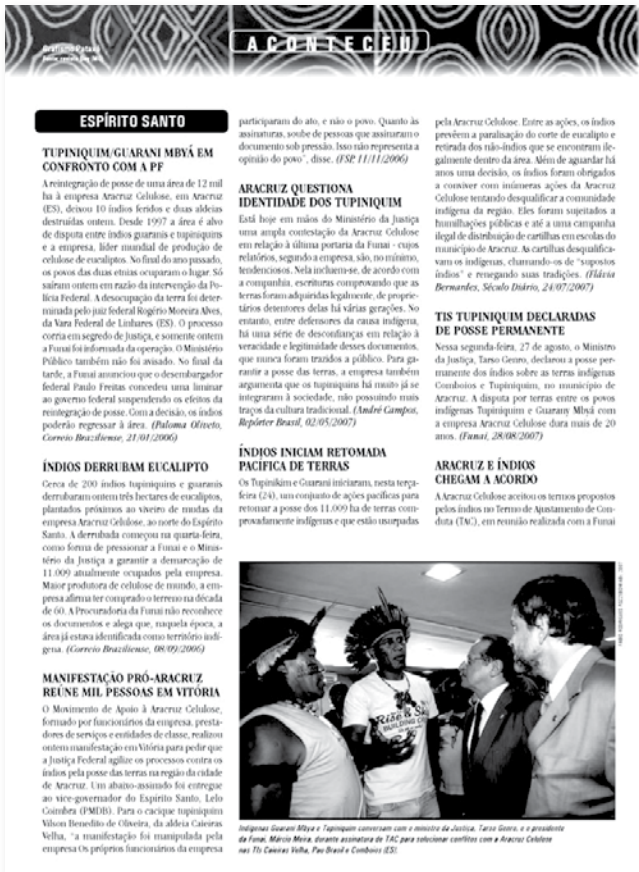 Grafismo Pataxó
ACONTECEU
ESPÍRITO SANTO
TUPINIQUIM/GUARANI MBYÁ EM
CONFRONTO COM A PF
A reintegração de posse de uma área de 12 mil
ha à empresa Aracruz Celulose, em Aracruz
(ES), deixou 10 índios feridos e duas aldeias
destruídas ontem. Desde 1997 a área é alvo
de disputa entre índios guaranis e tupiniquins
e a empresa, líder mundial de produção de
celulose de eucaliptos. No final do ano passado,
os povos das duas etnias ocuparam o lugar. Só
saíram ontem em razão da intervenção da Po-
lícia Federal. A desocupação da terra foi deter-
minada pelo juiz federal Rogério Moreira Alves,
da Vara Federal de Linhares (ES). O processo
corria em segredo de Justiça, e somente ontem
a Funai foi informada da operação. O Ministério
Público também não foi avisado. No final da
tarde, a Funai anunciou que o desembargador
federal Paulo Freitas concedeu uma liminar
ao governo federal suspendendo os efeitos da
reintegração de posse. Com a decisão, os índios
poderão regressar à área. (Paloma Oliveto,
Correio Braziliense, 21/01/2006)
ÍNDIOS DERRUBAM EUCALIPTO
Cerca de 200 índios tupiniquins e guaranis
derrubaram ontem três hectares de eucaliptos,
plantados próximos ao viveiro de mudas da
empresa Aracruz Celulose, ao norte do Espírito
Santo. A derrubada começou na quarta-feira,
como forma de pressionar a Funai e o Minis-
tério da Justiça a garantir a demarcação de
11.009 atualmente ocupados pela empresa.
Maior produtora de celulose de mundo, a em-
presa afirma ter comprado o terreno na década
de 60. A Procuradoria da Funai não reconhece
os documentos e alega que, naquela época, a
área já estava identificada como território indí-
gena. (Correio Braziliense, 08/09/2006)
MANIFESTAÇÃO PRÓ-ARACRUZ
REÚNE MIL PESSOAS EM VITÓRIA
O Movimento de Apoio à Aracruz Celulose,
formado por funcionários da empresa, presta-
dores de serviços e entidades de classe, realizou
ontem manifestação em Vitória para pedir que
a Justiça Federal agilize os processos contra os
índios pela posse das terras na região da cidade
de Aracruz. Um abaixo-assinado foi entregue
ao vice-governador do Espírito Santo, Lelo
Coimbra (PMDB). Para o cacique tupiniquim
Vilson Benedito de Oliveira, da aldeia Caieiras
Velha, "a manifestação foi manipulada pela
empresa Os próprios funcionários da empresa
participaram do ato, e não o povo. Quanto às
assinaturas, soube de pessoas que assinaram o
documento sob pressão. Isso não representa a
opinião do povo", disse. (FSP, 11/11/2006)
ARACRUZ QUESTIONA
IDENTIDADE DOS TUPINIQUIM
Está hoje em mãos do Ministério da Justiça
uma ampla contestação da Aracruz Celulose
em relação à última portaria da Funai - cujos
relatórios, segundo a empresa, são, no mínimo,
tendenciosos. Nela incluem-se, de acordo com
a companhia, escrituras comprovando que as
terras foram adquiridas legalmente, de proprie-
tários detentores delas há várias gerações. No
entanto, entre defensores da causa indígena,
há uma série de desconfianças em relação à
veracidade e legitimidade desses documentos,
que nunca foram trazidos a público. Para ga-
rantir a posse das terras, a empresa também
argumenta que os tupiniquins há muito já se
integraram à sociedade, não possuindo mais
traços da cultura tradicional. (André Campos,
Repórter Brasil, 02/05/2007)
ÍNDIOS INICIAM RETOMADA
PACÍFICA DE TERRAS
Os Tupinikim e Guarani iniciaram, nesta terça-
feira (24), um conjunto de ações pacíficas para
retomar a posse dos 11.009 ha de terras com-
provadamente indígenas e que estão usurpadas
pela Aracruz Celulose. Entre as ações, os índios
prevêem a paralisação do corte de eucalipto e
retirada dos não-índios que se encontram ile-
galmente dentro da área. Além de aguardar há
anos uma decisão, os índios foram obrigados
a conviver com inúmeras ações da Aracruz
Celulose tentando desqualificar a comunidade
indígena da região. Eles foram sujeitados a
humilhações públicas e até a uma campanha
ilegal de distribuição de cartilhas em escolas do
município de Aracruz. As cartilhas desqualifica-
vam os indígenas, chamando-os de "supostos
índios" e renegando suas tradições. (Flávia
Bernardes, Século Diário, 24/07/2007)
TIS TUPINIQUIM DECLARADAS
DE POSSE PERMANENTE
Nessa segunda-feira, 27 de agosto, o Ministro
da Justiça, Tarso Genro, declarou a posse per-
manente dos índios sobre as terras indígenas
Comboios e Tupiniquim, no município de
Aracruz. A disputa por terras entre os povos
indígenas Tupiniquim e Guarany Mbyá com
a empresa Aracruz Celulose dura mais de 20
anos. (Funai, 28/08/2007)
ARACRUZ E ÍNDIOS
CHEGAM A ACORDO
A Aracruz Celulose aceitou os termos propostos
pelos índios no Termo de Ajustamento de Con-
duta (TAC), em reunião realizada com a Funai
Rise & S
BUILDING CO
Indígenas Guarani Mbya e Tupiniquim conversam com o ministro da Justiça, Tarso Genro, e o presidente
da Funai, Márcio Meira, durante assinatura de TAC para solucionar conflitos com a Aracruz Celulose
nas TIs Caieiras Velha, Pau Brasil e Comboios (ES).